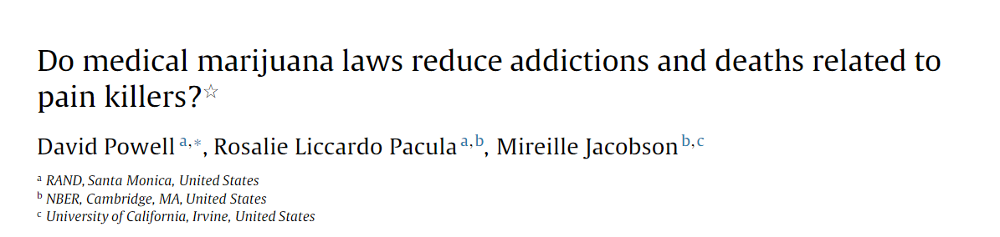 Do medical marijuana laws reduce addictions and deaths related to
pain killers?☆
David Powell a,*, Rosalie Liccardo Pacula a,b, Mireille Jacobson b,c
a RAND, Santa Monica, United States
b NBER, Cambridge, MA, United States
c University of California, Irvine, United States